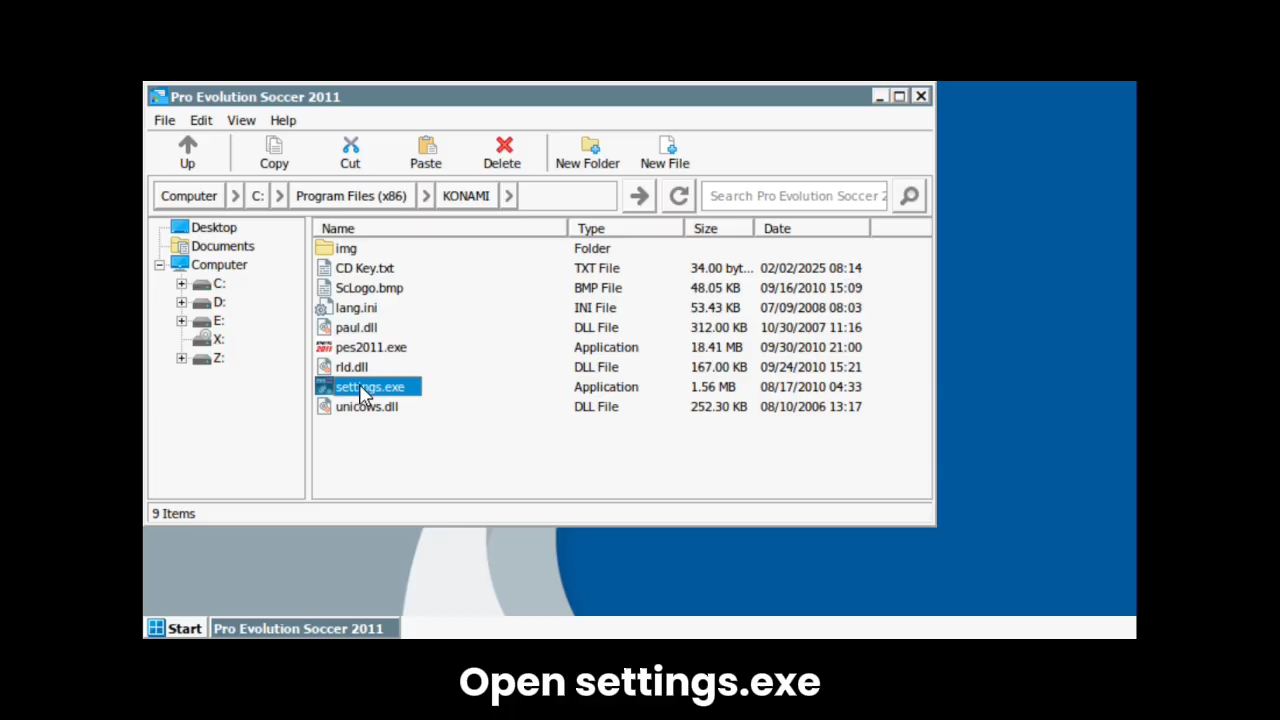 Pro Evolution Soccer 2011
File Edit View Help
Up Copy Cut Paste Delete New Folder New File
Computer C: Program Files (x86) KONAMI Search Pro Evolution Soccer 2
Desktop
Documents
Computer
C:
D:
E:
X:
Z:
Name Type Size Date
img Folder
CD Key.txt TXT File 34.00 byt... 02/02/2025 08:14
ScLogo.bmp BMP File 48.05 KB 09/16/2010 15:09
lang.ini INI File 53.43 KB 07/09/2008 08:03
paul.dll DLL File 312.00 KB 10/30/2007 11:16
pes2011.exe Application 18.41 MB 09/30/2010 21:00
rld.dll DLL File 167.00 KB 09/24/2010 15:21
settings.exe Application 1.56 MB 08/17/2010 04:33
unicows.dll DLL File 252.30 KB 08/10/2006 13:17
9 Items
Start Pro Evolution Soccer 2011
Open settings.exe